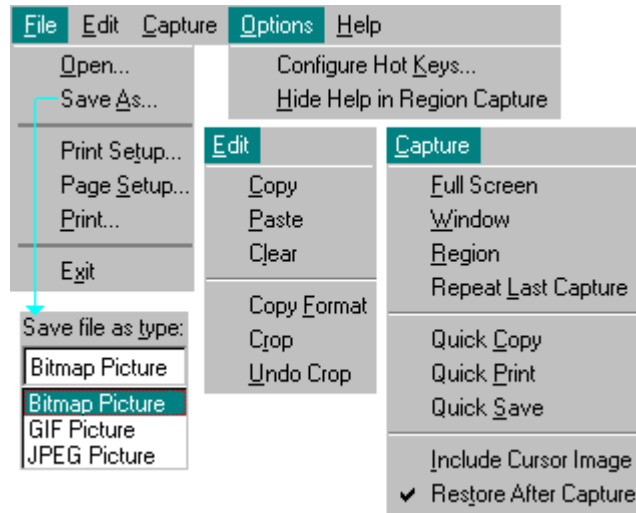 File Edit Capture Options Help
Open...
Save As...
Print Setup...
Page Setup...
Print...
Exit
Configure Hot Keys...
Hide Help in Region Capture
Edit
Copy
Paste
Clear
Copy Format
Crop
Undo Crop
Capture
Full Screen
Window
Region
Repeat Last Capture
Quick Copy
Quick Print
Quick Save
Include Cursor Image
Restore After Capture
Save file as type:
Bitmap Picture
Bitmap Picture
GIF Picture
JPEG Picture